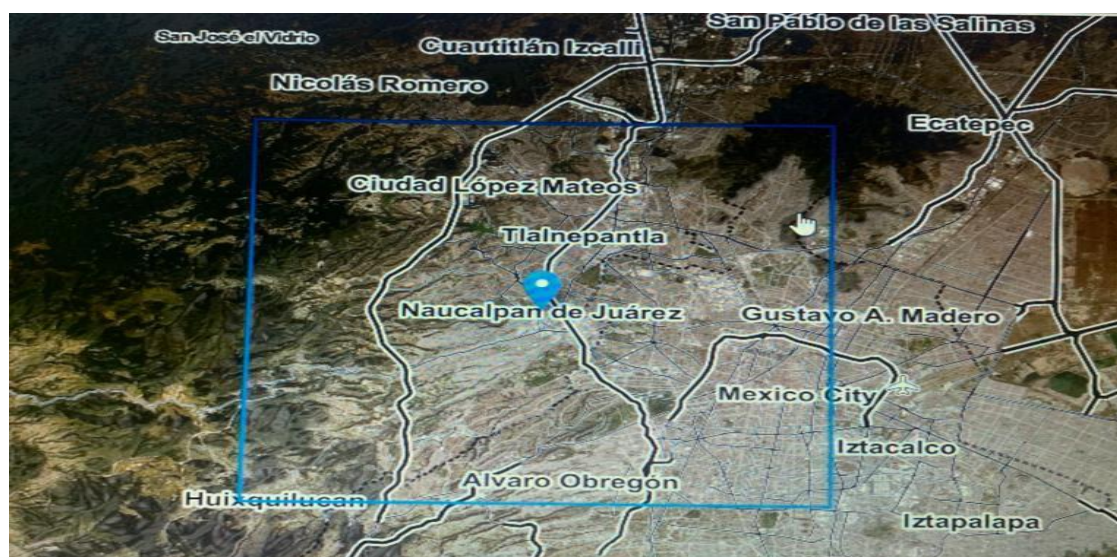 San Pablo de las Salinas
San José el Vidrio
Cuautitlán Izcalli
Nicolás Romero
Ecatepec
Ciudad López Mateos
Tlalnepantla
Naucalpan de Juárez
Gustavo A. Madero
Mexico City
Iztacalco
Alvaro Obregón
Huixquilucan
Iztapalapa